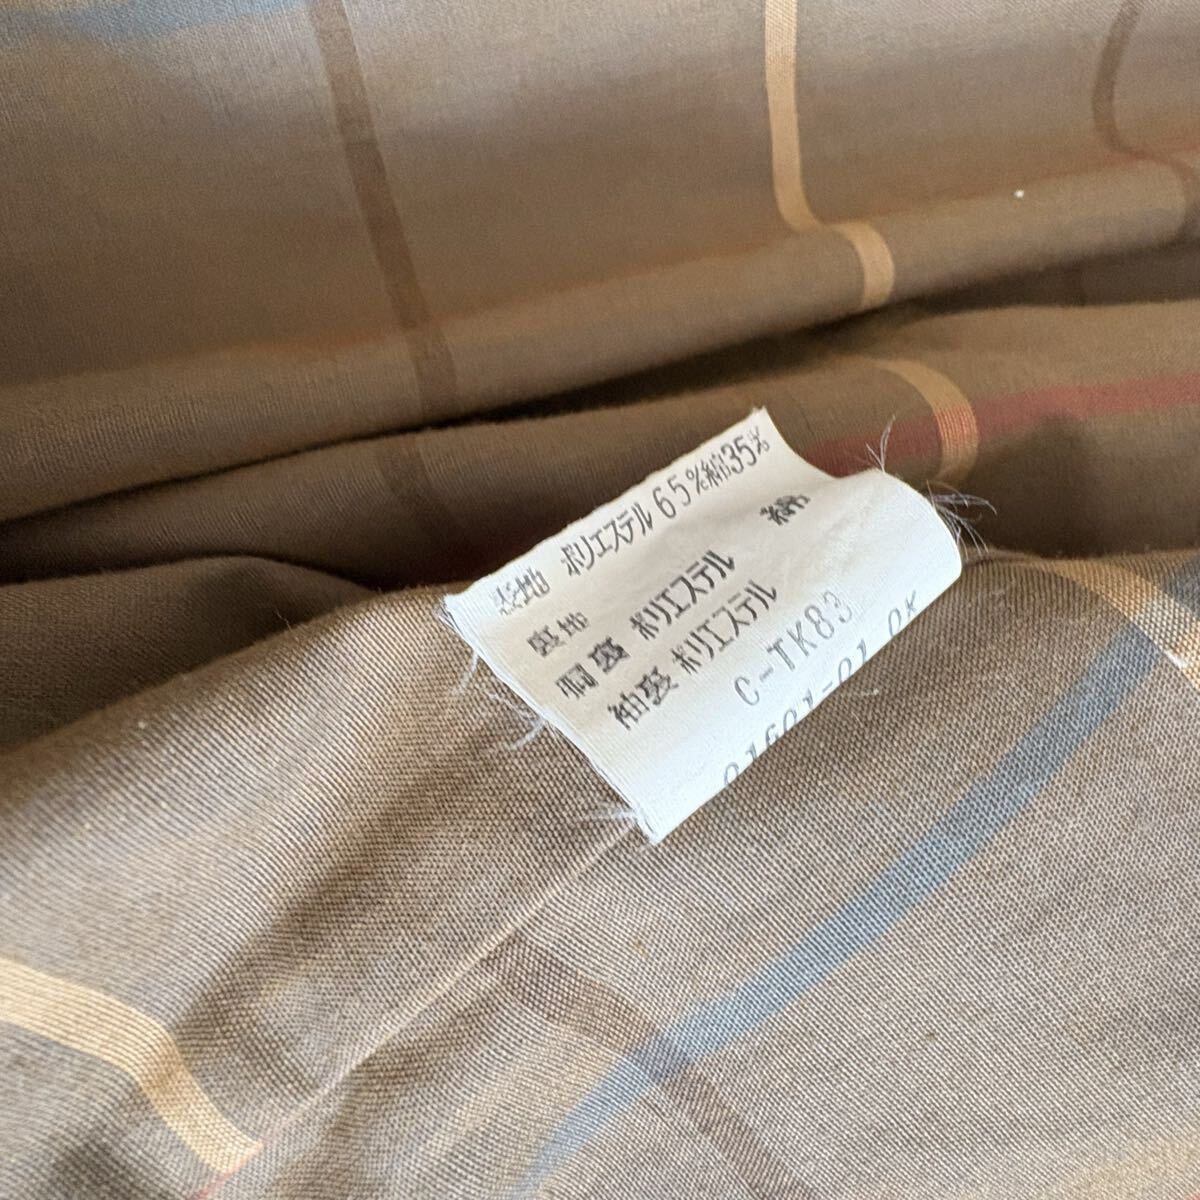 表地 ポリエステル65%綿35%
裏地 綿
胴裏 ポリエステル
袖裏 ポリエステル
C-TK83